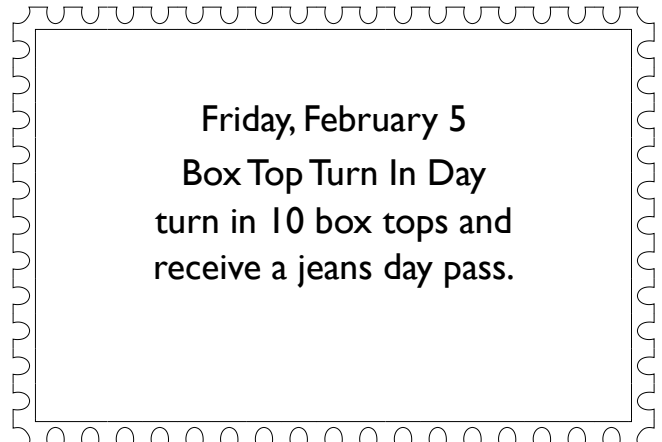 Friday, February 5
Box Top Turn In Day
turn in 10 box tops and
receive a jeans day pass.